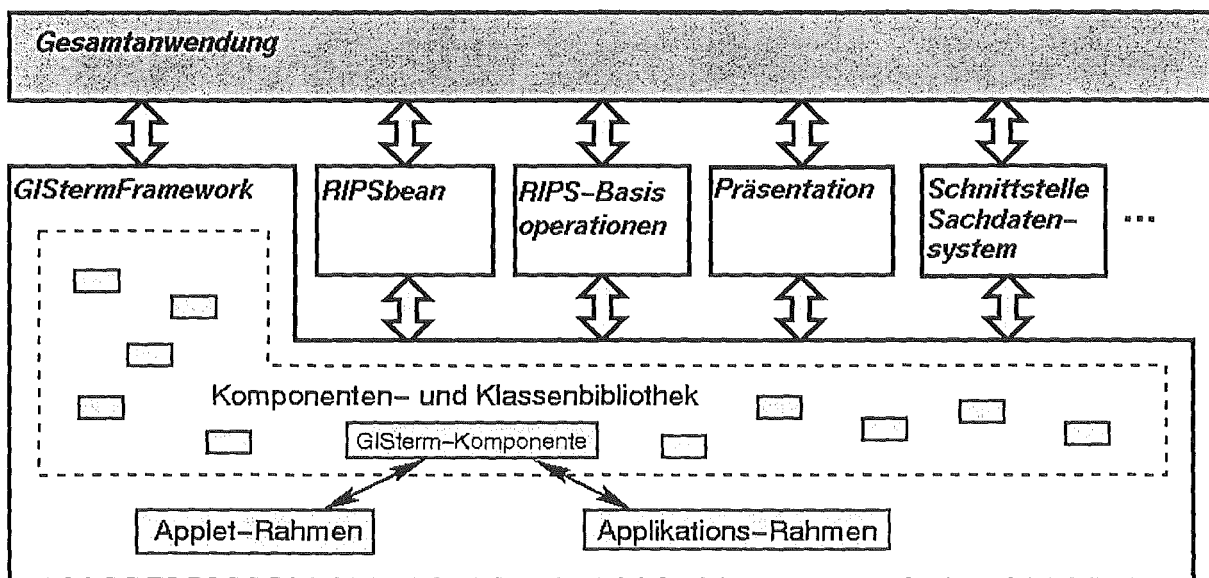 Gesamtanwendung
GIStermFramework
RIPSbean
RIPS-Basis
operationen
Präsentation
Schnittstelle
Sachdaten-
system
...
Komponenten- und Klassenbibliothek
GISterm-Komponente
Applet-Rahmen
Applikations-Rahmen